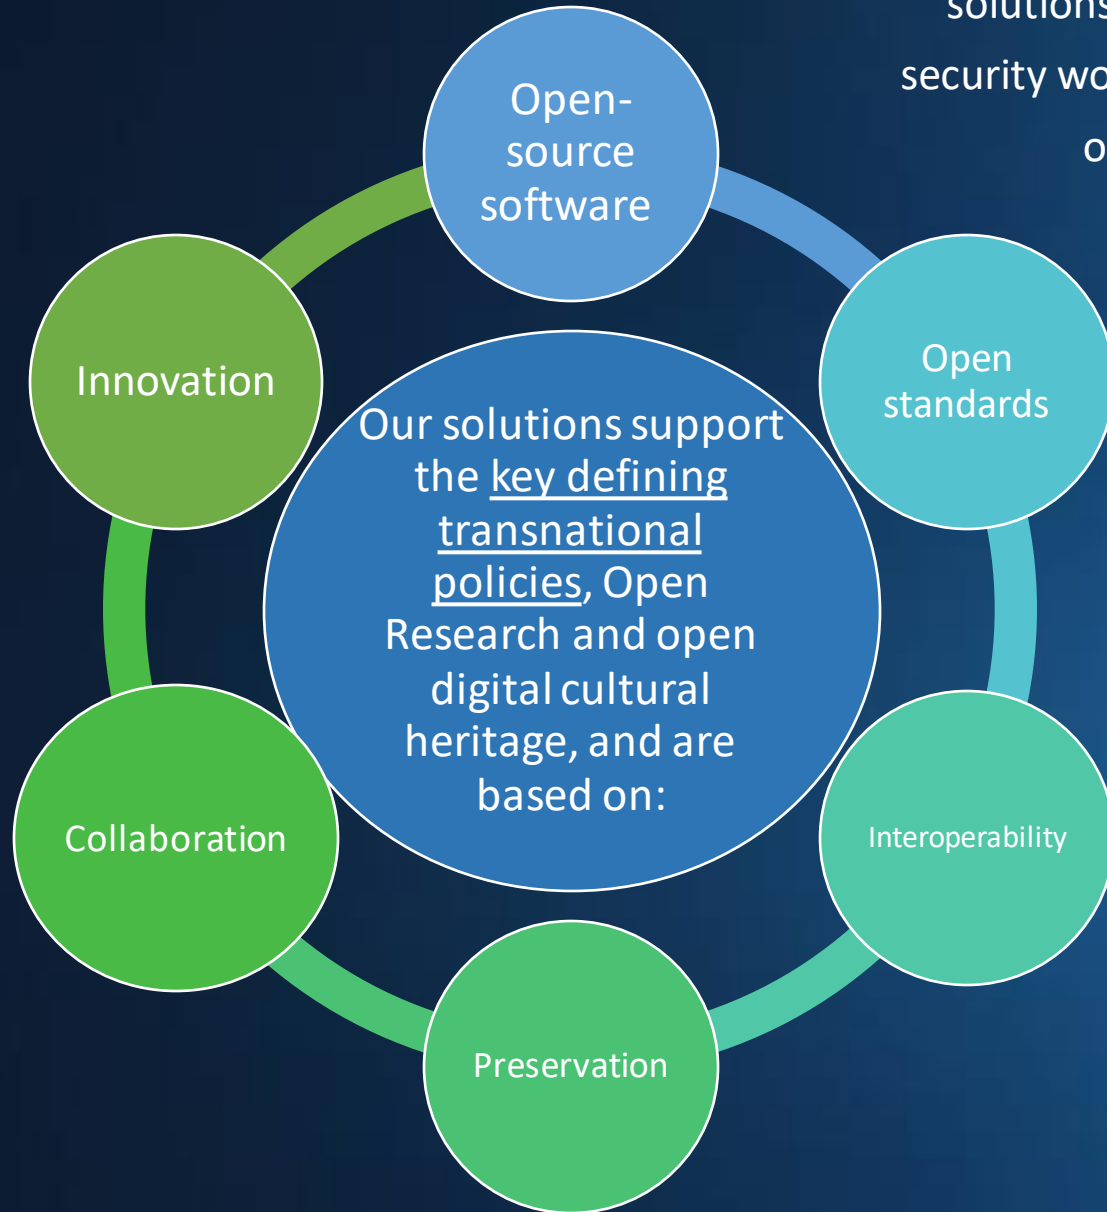 solutions
security wo
o
Open-
source
software
Open
standards
Interoperability
Preservation
Collaboration
Innovation
Our solutions support
the key defining
transnational
policies, Open
Research and open
digital cultural
heritage, and are
based on: